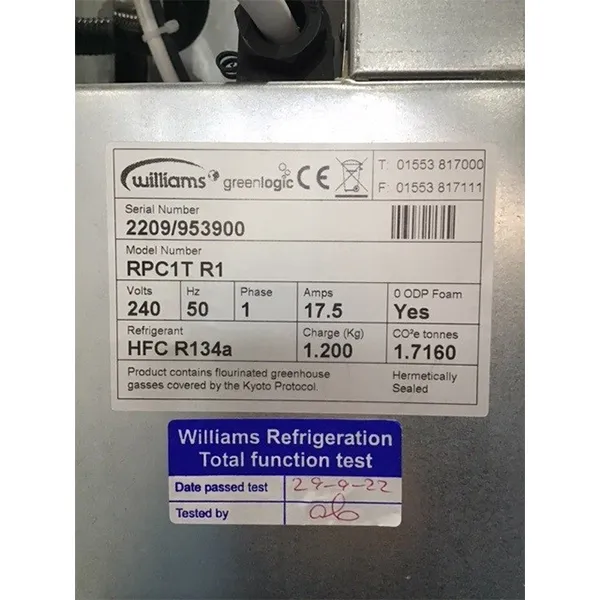 williams greenlogic CE T: 01553 817000
F: 01553 817111
Serial Number
2209/953900
Model Number
RPC1T R1
Volts Hz Phase Amps 0 ODP Foam
240 50 1 17.5 Yes
Refrigerant Charge (Kg) CO²e tonnes
HFC R134a 1.200 1.7160
Product contains flourinated greenhouse
gasses covered by the Kyoto Protocol.
Hermetically
Sealed
Williams Refrigeration
Total function test
Date passed test 29-9-22
Tested by